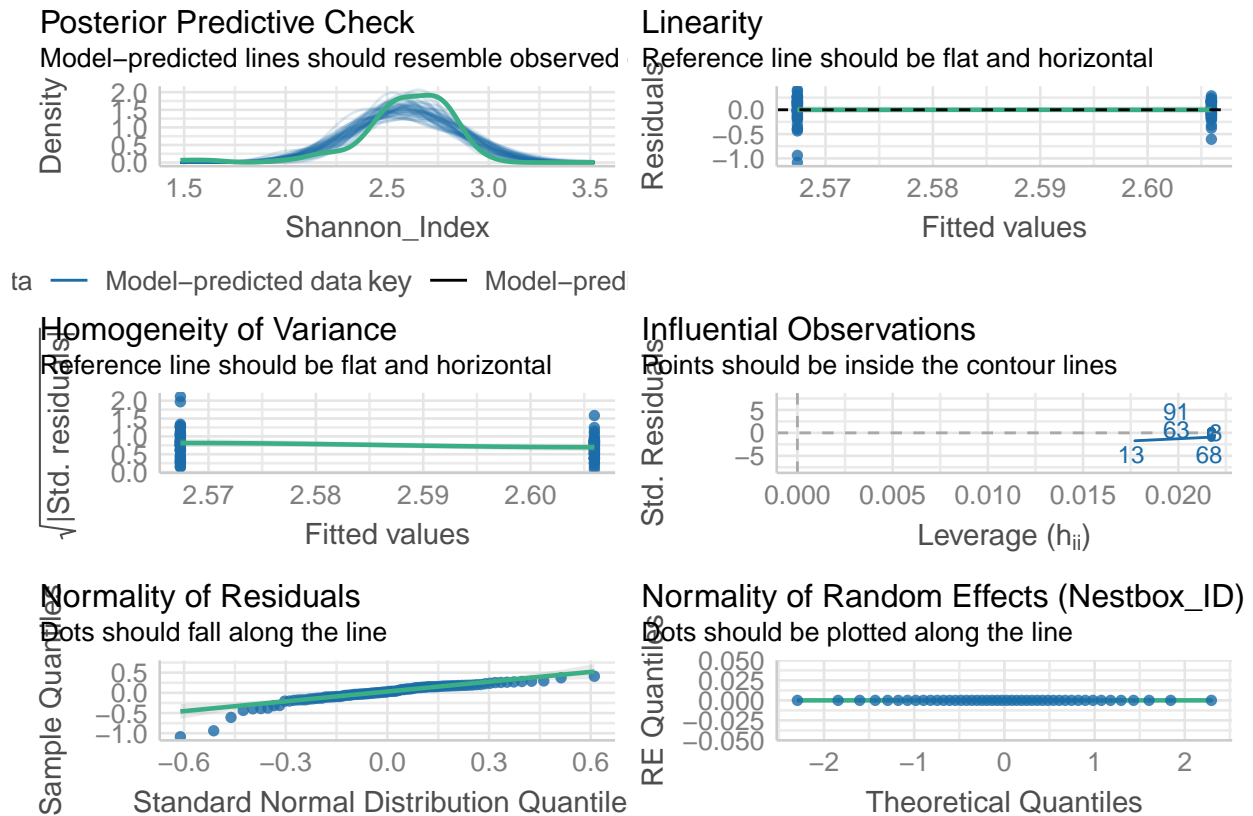 Posterior Predictive Check
Model−predicted lines should resemble observed
Density
2.0
1.5
1.0
0.5
0.0
1.5 2.0 2.5 3.0 3.5
Shannon_Index
ta Model−predicted data key Model−pred
Linearity
Reference line should be flat and horizontal
Residuals
0.0
−0.5
−1.0
2.57 2.58 2.59 2.60
Fitted values
Homogeneity of Variance
Reference line should be flat and horizontal
√|Std. residuals|
2.0
1.5
1.0
0.5
0.0
2.57 2.58 2.59 2.60
Fitted values
Influential Observations
Points should be inside the contour lines
Std. Residuals
5
0
−5
91
63 3
13 68
0.000 0.005 0.010 0.015 0.020
Leverage (hii)
Normality of Residuals
Dots should fall along the line
Sample Quantiles
0.5
0.0
−0.5
−1.0
−0.6 −0.3 0.0 0.3 0.6
Standard Normal Distribution Quantile
Normality of Random Effects (Nestbox_ID)
Dots should be plotted along the line
RE Quantiles
0.050
0.025
0.000
−0.025
−0.050
−2 −1 0 1 2
Theoretical Quantiles